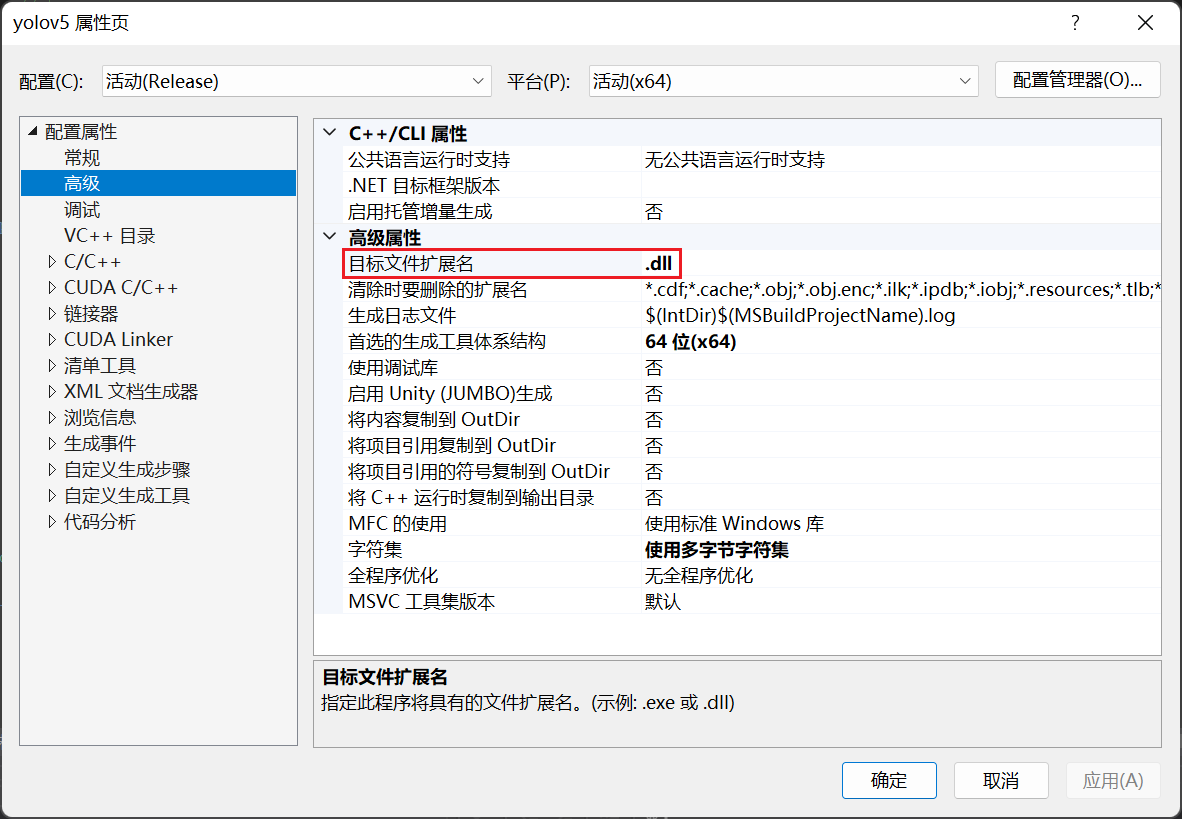 yolov5 属性页
?
配置(C): 活动(Release) 平台(P): 活动(x64) 配置管理器(O)...
配置属性
常规
高级
调试
VC++ 目录
C/C++
CUDA C/C++
链接器
CUDA Linker
清单工具
XML 文档生成器
浏览信息
生成事件
自定义生成步骤
自定义生成工具
代码分析
C++/CLI 属性
公共语言运行时支持 无公共语言运行时支持
.NET 目标框架版本
启用托管增量生成 否
高级属性
目标文件扩展名 .dll
清除时要删除的扩展名 *.cdf;*.cache;*.obj;*.obj.enc;*.ilk;*.ipdb;*.iobj;*.resources;*.tlb;*
生成日志文件 $(IntDir)$(MSBuildProjectName).log
首选的生成工具体系结构 64 位(x64)
使用调试库 否
启用 Unity (JUMBO)生成 否
将内容复制到 OutDir 否
将项目引用复制到 OutDir 否
将项目引用的符号复制到 OutDir 否
将 C++ 运行时复制到输出目录 否
MFC 的使用 使用标准 Windows 库
字符集 使用多字节字符集
全程序优化 无全程序优化
MSVC 工具集版本 默认
目标文件扩展名
指定此程序将具有的文件扩展名。(示例: .exe 或 .dll)
确定 取消 应用(A)